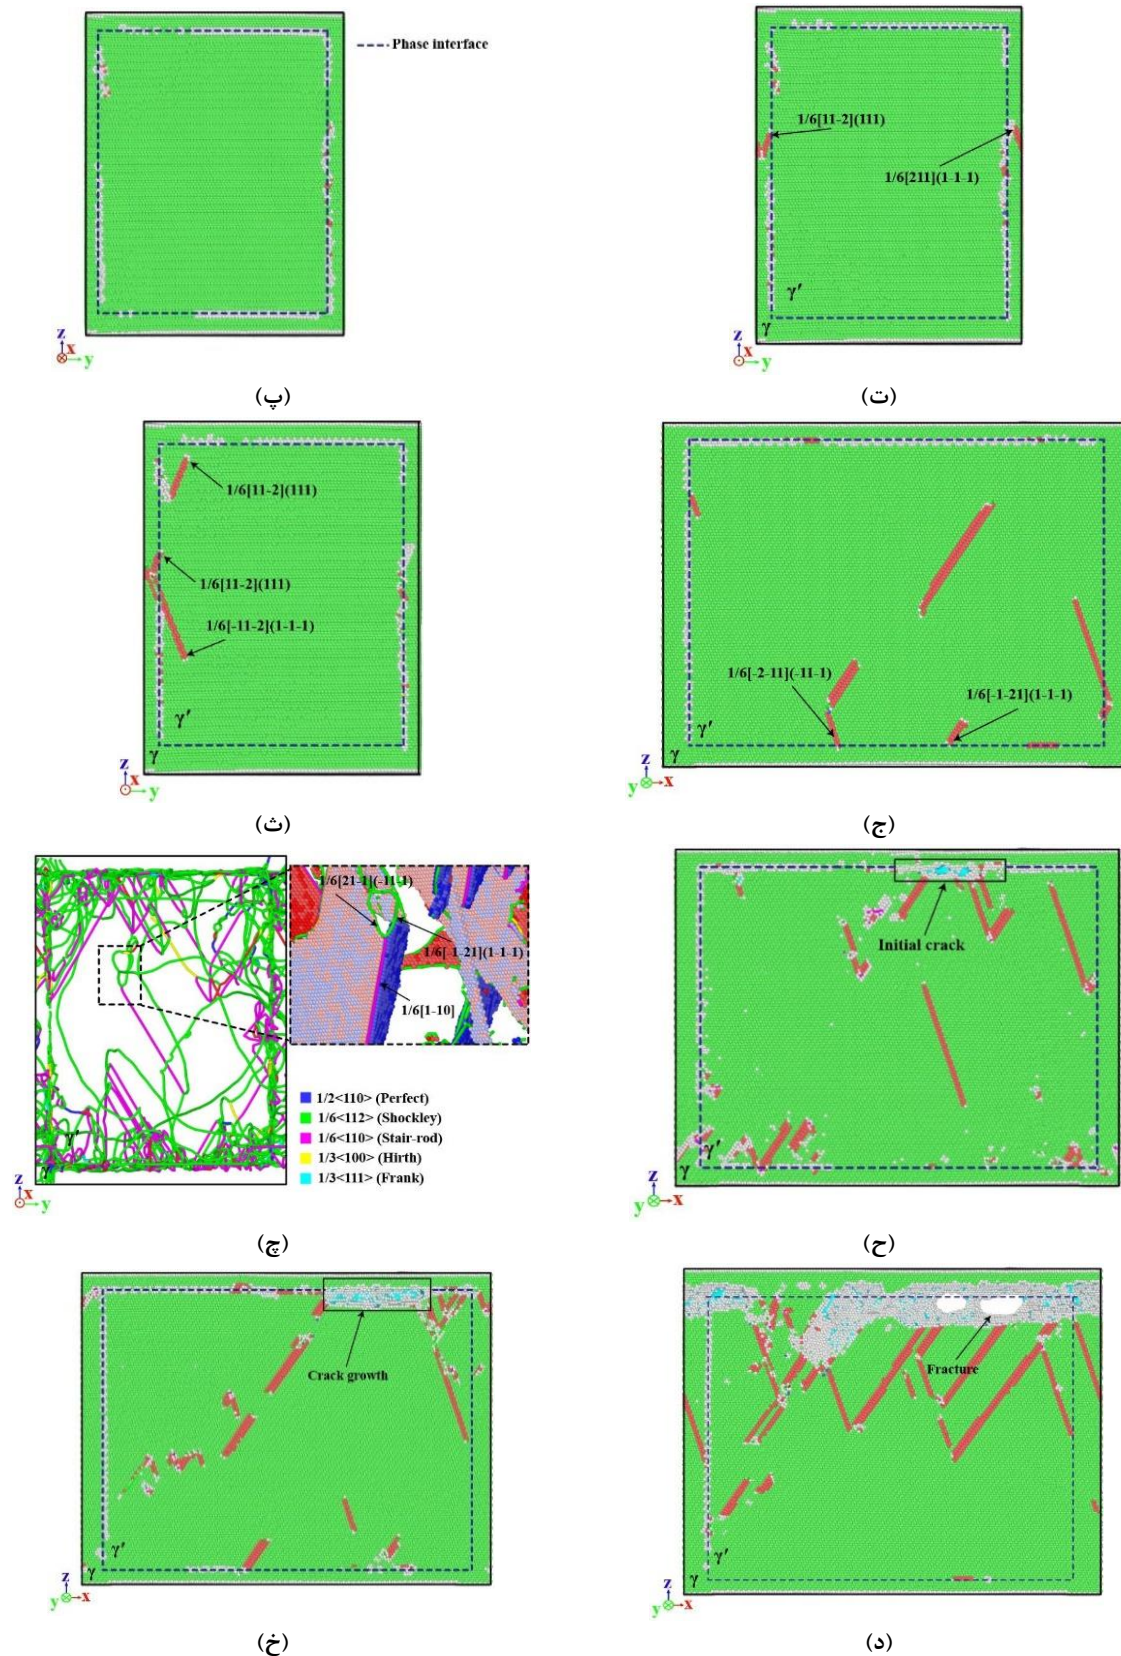 Phase interface
z
x
y
(پ)
1/6[11-2](111)
1/6[211](1-1-1)
γ′
γ
z
x
y
(ت)
1/6[11-2](111)
1/6[11-2](111)
1/6[-11-2](1-1-1)
γ′
γ
z
x
y
(ث)
1/6[-2-11](-11-1)
1/6[-1-21](1-1-1)
γ′
γ
z
y
x
(ج)
1/6[21-1](-11-1)
1/6[-1-21](1-1-1)
1/6[1-10]
1/2<110> (Perfect)
1/6<112> (Shockley)
1/6<110> (Stair-rod)
1/3<100> (Hirth)
1/3<111> (Frank)
γ′
γ
z
x
y
(چ)
Initial crack
γ′
γ
z
y
x
(ح)
Crack growth
γ′
γ
z
y
x
(خ)
Fracture
γ′
γ
z
y
x
(د)